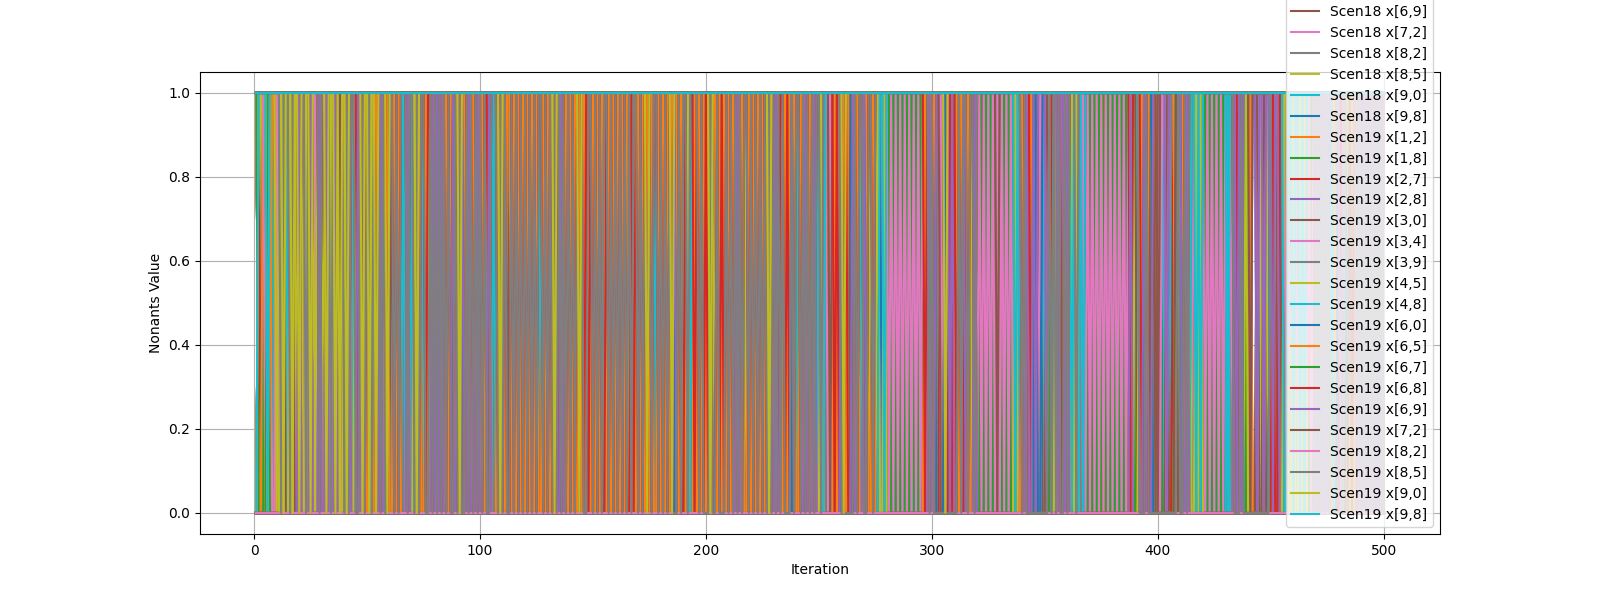 Scen18 x[6,9]
Scen18 x[7,2]
Scen18 x[8,2]
Scen18 x[8,5]
Scen18 x[9,0]
Scen18 x[9,8]
Scen19 x[1,2]
Scen19 x[1,8]
Scen19 x[2,7]
Scen19 x[2,8]
Scen19 x[3,0]
Scen19 x[3,4]
Scen19 x[3,9]
Scen19 x[4,5]
Scen19 x[4,8]
Scen19 x[6,0]
Scen19 x[6,5]
Scen19 x[6,7]
Scen19 x[6,8]
Scen19 x[6,9]
Scen19 x[7,2]
Scen19 x[8,2]
Scen19 x[8,5]
Scen19 x[9,0]
Scen19 x[9,8]
1.0
0.8
0.6
0.4
0.2
0.0
Nonants Value
0 100 200 300 400 500
Iteration